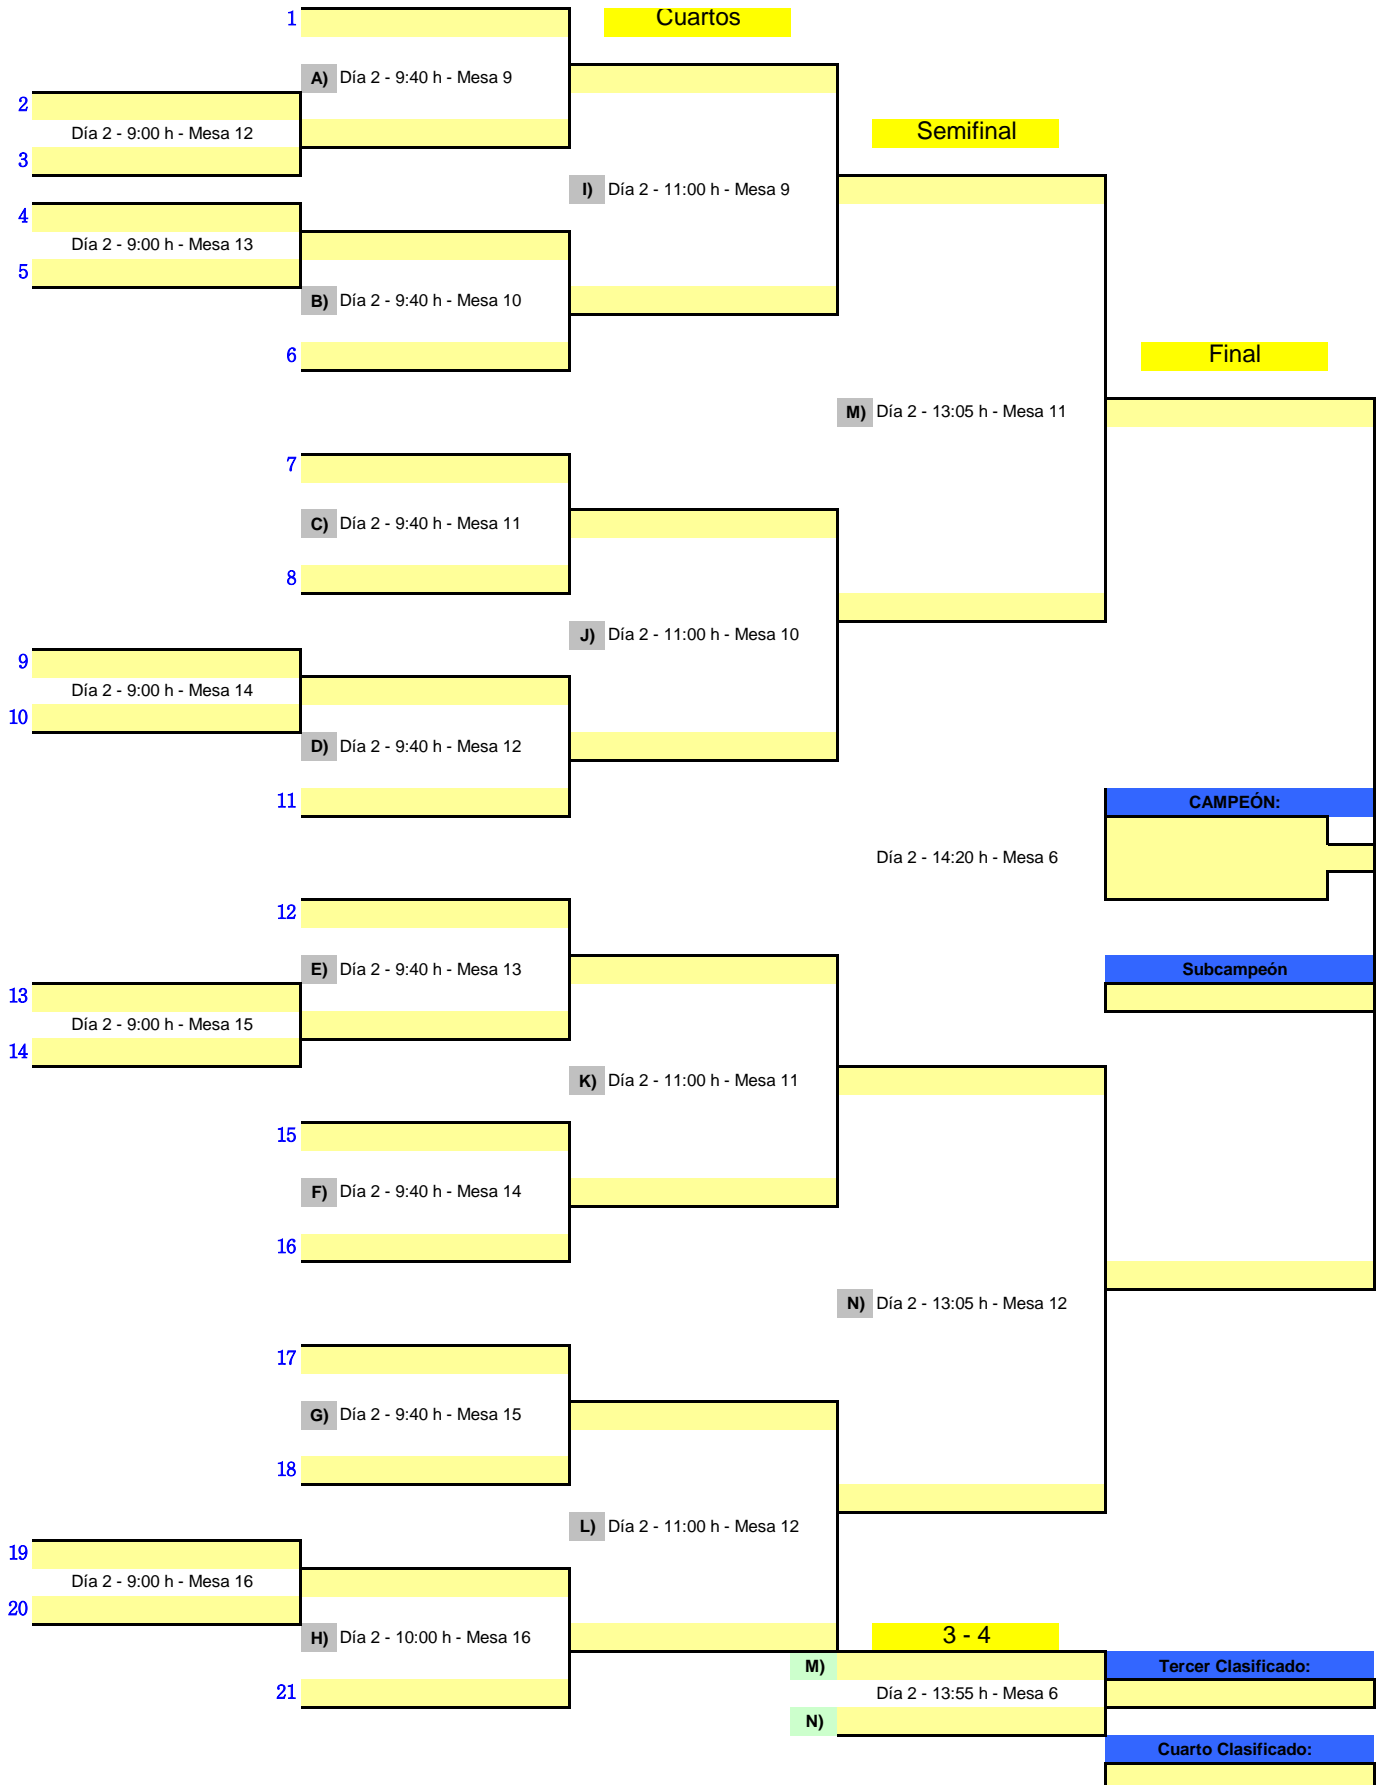 1
Cuartos
A) Día 2 - 9:40 h - Mesa 9
2
Día 2 - 9:00 h - Mesa 12
Semifinal
3
I) Día 2 - 11:00 h - Mesa 9
4
Día 2 - 9:00 h - Mesa 13
5
B) Día 2 - 9:40 h - Mesa 10
6
Final
M) Día 2 - 13:05 h - Mesa 11
7
C) Día 2 - 9:40 h - Mesa 11
8
J) Día 2 - 11:00 h - Mesa 10
9
Día 2 - 9:00 h - Mesa 14
10
D) Día 2 - 9:40 h - Mesa 12
11
CAMPEÓN:
Día 2 - 14:20 h - Mesa 6
12
E) Día 2 - 9:40 h - Mesa 13
Subcampeón
13
Día 2 - 9:00 h - Mesa 15
14
K) Día 2 - 11:00 h - Mesa 11
15
F) Día 2 - 9:40 h - Mesa 14
16
N) Día 2 - 13:05 h - Mesa 12
17
G) Día 2 - 9:40 h - Mesa 15
18
L) Día 2 - 11:00 h - Mesa 12
19
Día 2 - 9:00 h - Mesa 16
20
H) Día 2 - 10:00 h - Mesa 16
3 - 4
M)
Tercer Clasificado:
21
Día 2 - 13:55 h - Mesa 6
N)
Cuarto Clasificado: